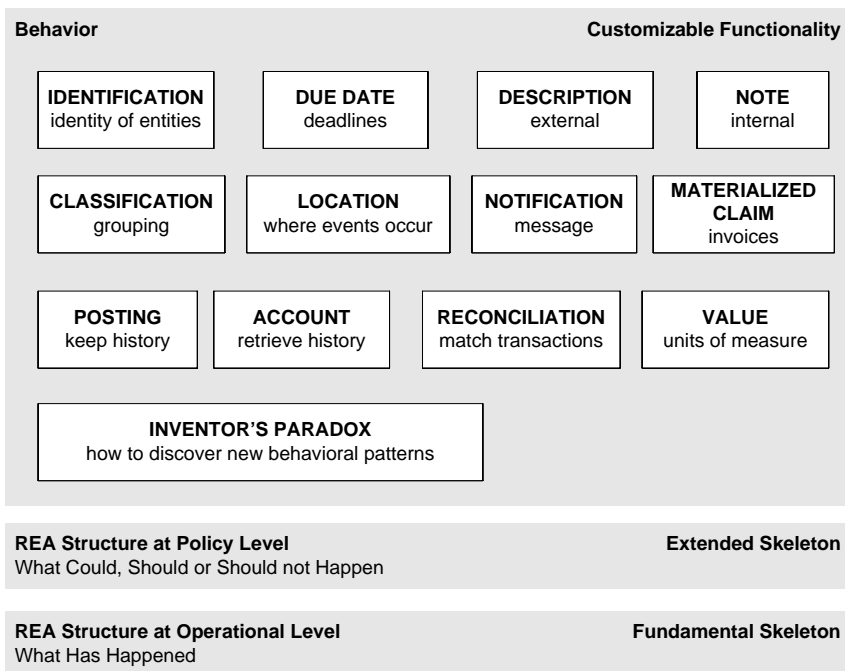 Behavior Customizable Functionality
IDENTIFICATION
identity of entities
DUE DATE
deadlines
DESCRIPTION
external
NOTE
internal
CLASSIFICATION
grouping
LOCATION
where events occur
NOTIFICATION
message
MATERIALIZED
CLAIM
invoices
POSTING
keep history
ACCOUNT
retrieve history
RECONCILIATION
match transactions
VALUE
units of measure
INVENTOR'S PARADOX
how to discover new behavioral patterns
REA Structure at Policy Level Extended Skeleton
What Could, Should or Should not Happen
REA Structure at Operational Level Fundamental Skeleton
What Has Happened